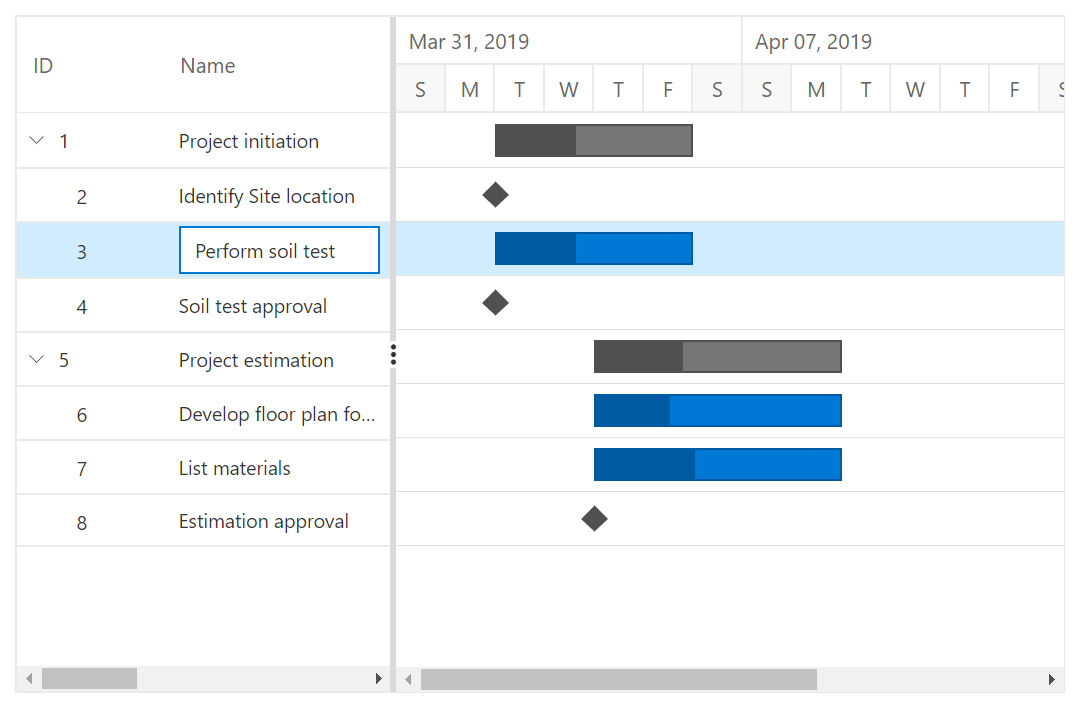 ID Name Mar 31, 2019 Apr 07, 2019
S M T W T F S S M T W T F S
1 Project initiation
2 Identify Site location
3 Perform soil test
4 Soil test approval
5 Project estimation
6 Develop floor plan fo...
7 List materials
8 Estimation approval